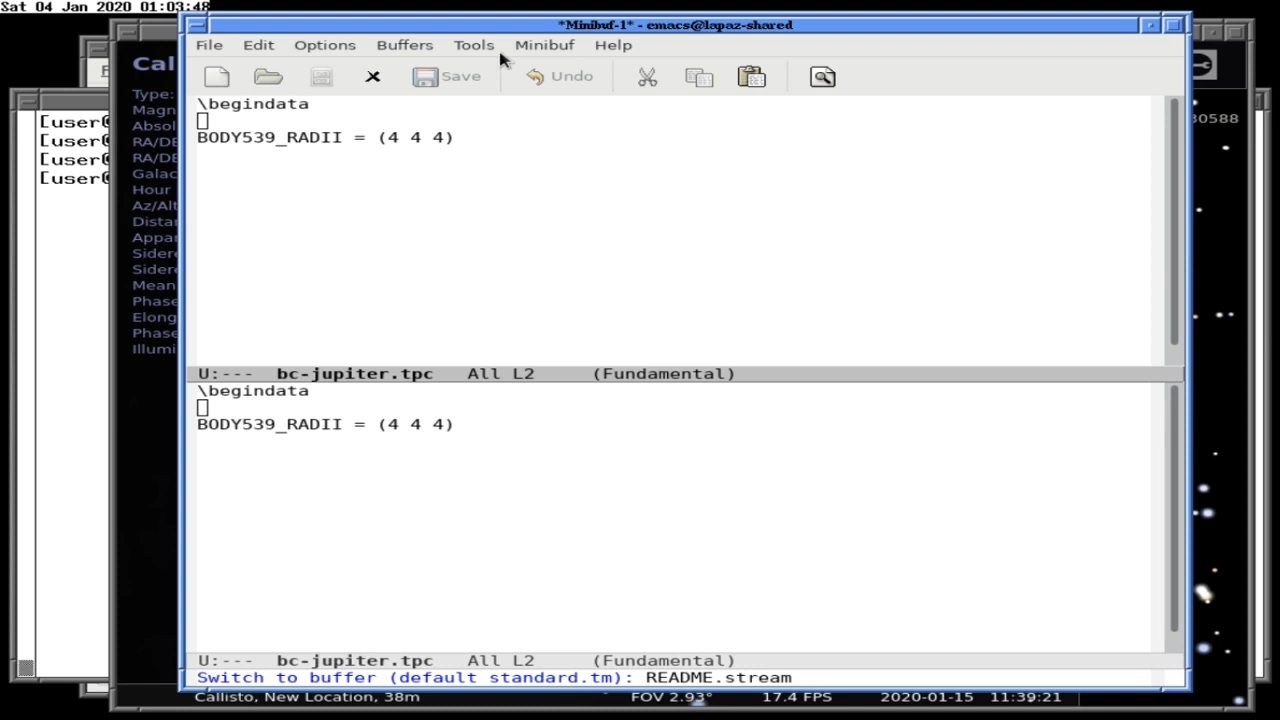 Sat 04 Jan 2020 01:03:48
*Minibuf-1* - emacs@lapaz-shared
File Edit Options Buffers Tools Minibuf Help
Save Undo
\begindata
BODY539_RADII = (4 4 4)
U:--- bc-jupiter.tpc All L2 (Fundamental)
\begindata
BODY539_RADII = (4 4 4)
U:--- bc-jupiter.tpc All L2 (Fundamental)
Switch to buffer (default standard.tm): README.stream
[user@
[user@
[user@
[user@
Cal
Type:
Magn
Absol
RA/DE
RA/DE
Galac
Hour
Az/Alt
Distan
Appar
Sidere
Sidere
Mean
Phase
Elong
Phase
Illumi
30588
Callisto, New Location, 38m FOV 2.93° 17.4 FPS 2020-01-15 11:39:21